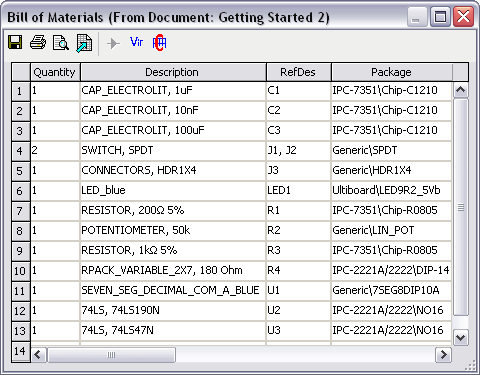 Bill of Materials (From Document: Getting Started 2)
Vir
Quantity Description RefDes Package
1 1 CAP_ELECTROLIT, 1uF C1 IPC-7351\Chip-C1210
2 1 CAP_ELECTROLIT, 10nF C2 IPC-7351\Chip-C1210
3 1 CAP_ELECTROLIT, 100uF C3 IPC-7351\Chip-C1210
4 2 SWITCH, SPDT J1, J2 Generic\SPDT
5 1 CONNECTORS, HDR1X4 J3 Generic\HDR1X4
6 1 LED_blue LED1 Ultiboard\LED9R2_5Vb
7 1 RESISTOR, 200Ω 5% R1 IPC-7351\Chip-R0805
8 1 POTENTIOMETER, 50k R2 Generic\LIN_POT
9 1 RESISTOR, 1kΩ 5% R3 IPC-7351\Chip-R0805
10 1 RPACK_VARIABLE_2X7, 180 Ohm R4 IPC-2221A/2222\DIP-14
11 1 SEVEN_SEG_DECIMAL_COM_A_BLUE U1 Generic\7SEG8DIP10A
12 1 74LS, 74LS190N U2 IPC-2221A/2222\NO16
13 1 74LS, 74LS47N U3 IPC-2221A/2222\NO16
14